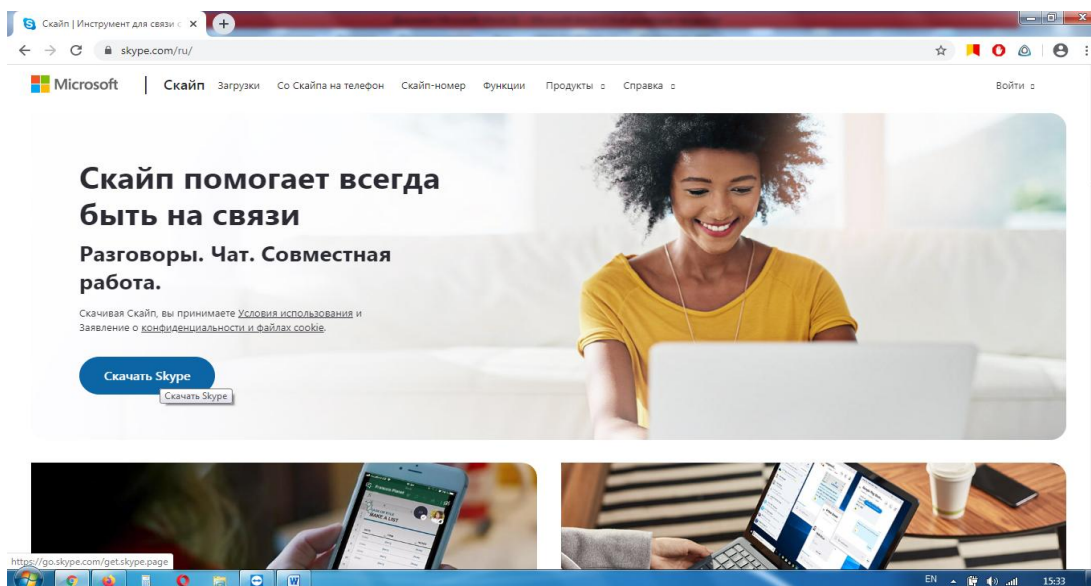 Скайп | Инструмент для связи с
skype.com/ru/
Microsoft | Скайп Загрузки Со Скайпа на телефон Скайп-номер Функции Продукты Справка Войти
Скайп помогает всегда
быть на связи
Разговоры. Чат. Совместная
работа.
Скачивая Скайп, вы принимаете Условия использования и
Заявление о конфиденциальности и файлах cookie.
Скачать Skype
Скачать Skype
MAKE A LIST
https://go.skype.com/get.skype.page
EN 15:33